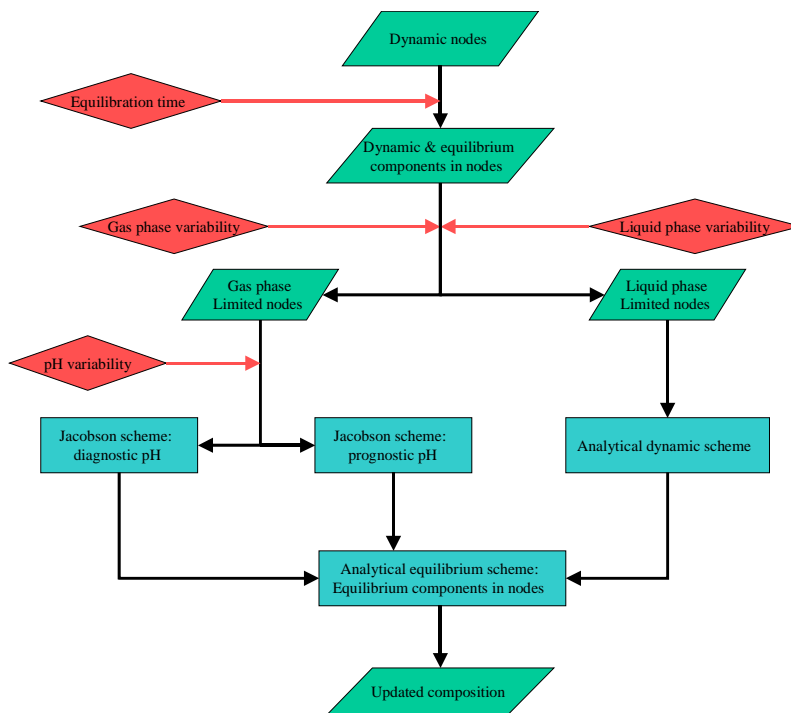 Dynamic nodes
Equilibration time
Dynamic & equilibrium
components in nodes
Gas phase variability
Liquid phase variability
Gas phase
Limited nodes
Liquid phase
Limited nodes
pH variability
Jacobson scheme:
diagnostic pH
Jacobson scheme:
prognostic pH
Analytical dynamic scheme
Analytical equilibrium scheme:
Equilibrium components in nodes
Updated composition